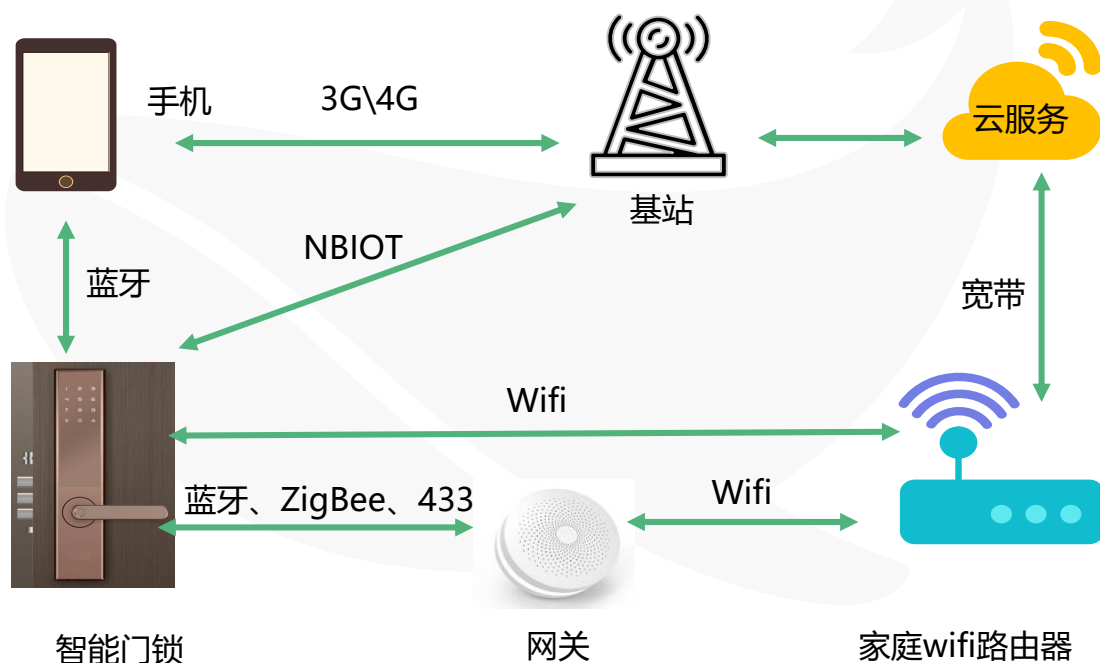 手机
3G\4G
云服务
基站
NBIOT
蓝牙
宽带
Wifi
蓝牙、ZigBee、433
Wifi
智能门锁
网关
家庭wifi路由器